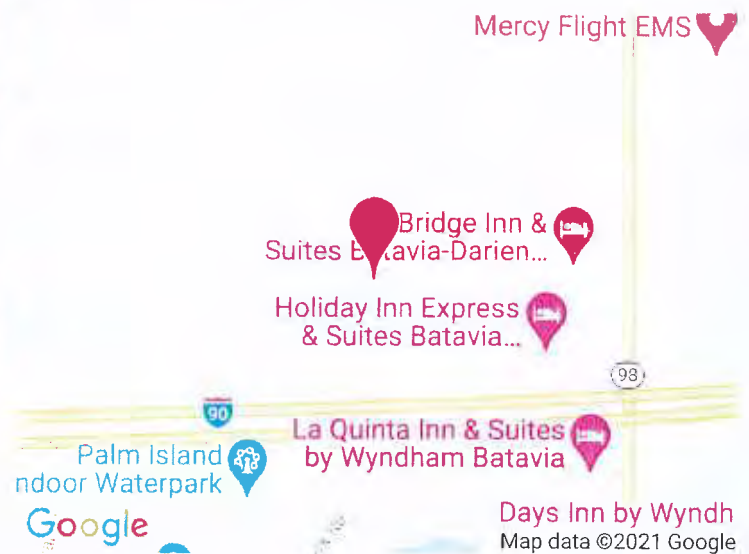 Mercy Flight EMS
Bridge Inn &
Suites Batavia-Darien...
Holiday Inn Express
& Suites Batavia...
98
90
La Quinta Inn & Suites
by Wyndham Batavia
Palm Island
ndoor Waterpark
Google
Days Inn by Wyndh
Map data ©2021 Google